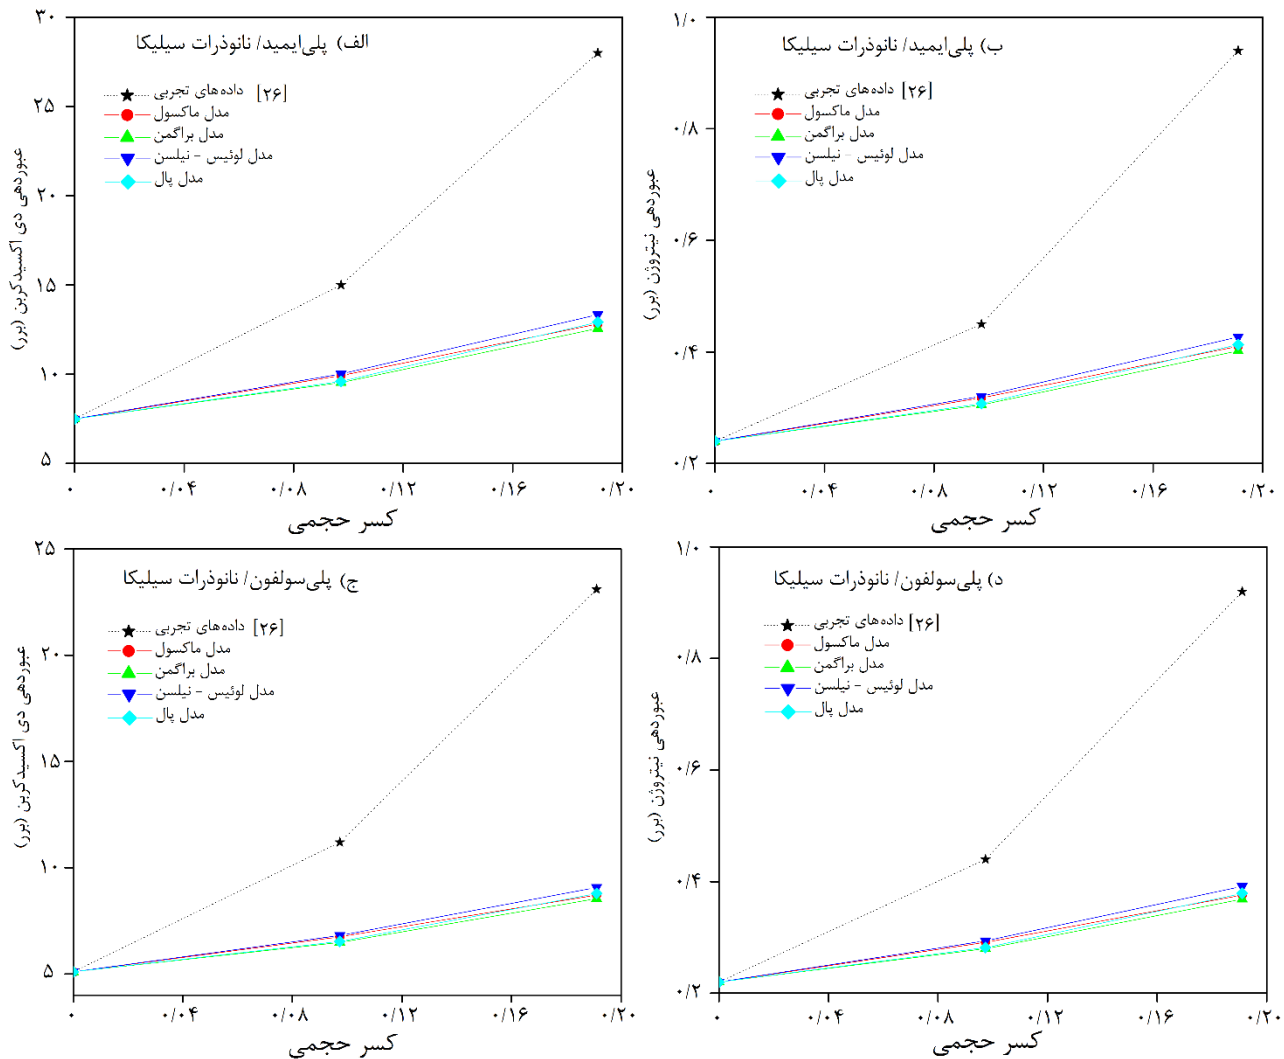 الف) پلی‌ایمید/ نانوذرات سیلیکا
داده‌های تجربی [۲۶]
مدل ماکسول
مدل براگمن
مدل لوئیس – نیلسن
مدل پال
عبوردهی دی اکسیدکربن (برر)
۳۰
۲۵
۲۰
۱۵
۱۰
۵
۰ ۰/۰۴ ۰/۰۸ ۰/۱۲ ۰/۱۶ ۰/۲۰
کسر حجمی
ب) پلی‌ایمید/ نانوذرات سیلیکا
داده‌های تجربی [۲۶]
مدل ماکسول
مدل براگمن
مدل لوئیس - نیلسن
مدل پال
عبوردهی نیتروژن (برر)
۱/۰
۰/۸
۰/۶
۰/۴
۰/۲
۰ ۰/۰۴ ۰/۰۸ ۰/۱۲ ۰/۱۶ ۰/۲۰
کسر حجمی
ج) پلی‌سولفون/ نانوذرات سیلیکا
داده‌های تجربی [۲۶]
مدل ماکسول
مدل براگمن
مدل لوئیس – نیلسن
مدل پال
عبوردهی دی اکسیدکربن (برر)
۲۵
۲۰
۱۵
۱۰
۵
۰ ۰/۰۴ ۰/۰۸ ۰/۱۲ ۰/۱۶ ۰/۲۰
کسر حجمی
د) پلی‌سولفون/ نانوذرات سیلیکا
داده‌های تجربی [۲۶]
مدل ماکسول
مدل براگمن
مدل لوئیس – نیلسن
مدل پال
عبوردهی نیتروژن (برر)
۱/۰
۰/۸
۰/۶
۰/۴
۰/۲
۰ ۰/۰۴ ۰/۰۸ ۰/۱۲ ۰/۱۶ ۰/۲۰
کسر حجمی